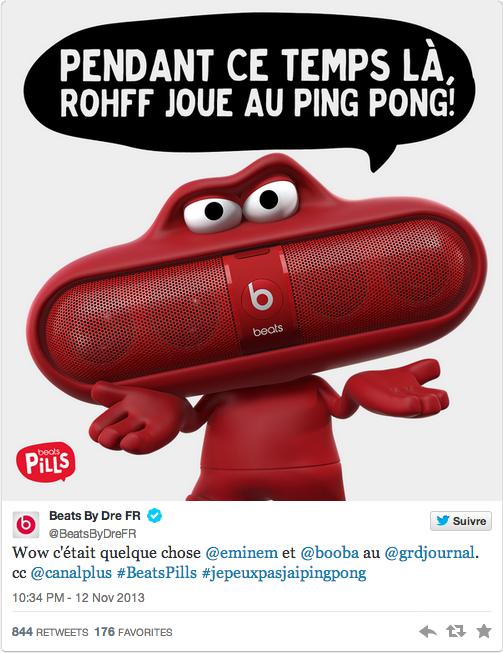 PENDANT CE TEMPS LÀ,
ROHFF JOUE AU PING PONG!
b
beats
beats
PiLLS
b
Beats By Dre FR
@BeatsByDreFR
Suivre
Wow c'était quelque chose @eminem et @booba au @grdjournal.
cc @canalplus #BeatsPills #jepeuxpasjaipingpong
10:34 PM - 12 Nov 2013
844 RETWEETS 176 FAVORITES